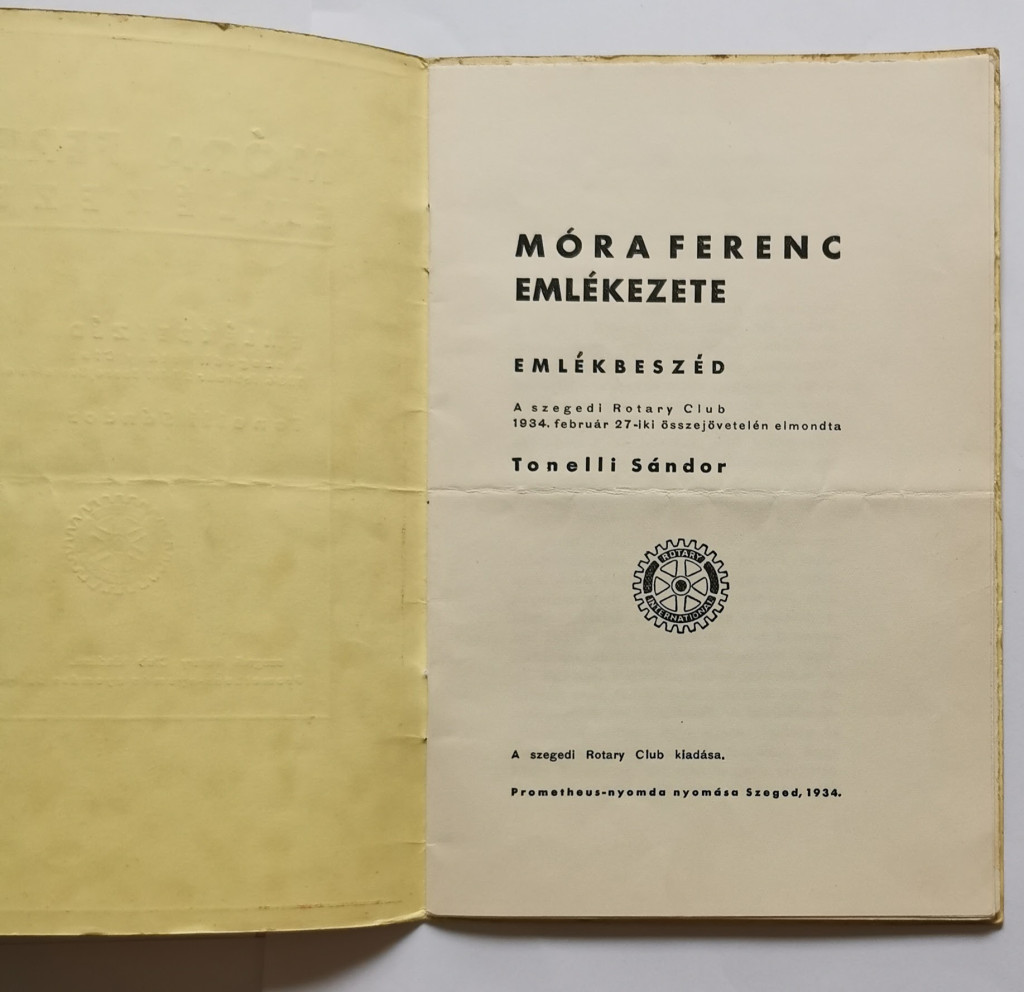 MÓRA FERENC
EMLÉKEZETE
EMLÉKBESZÉD
A szegedi Rotary Club
1934. február 27-iki összejövetelén elmondta
Tonelli Sándor
ROTARY
INTERNATIONAL
A szegedi Rotary Club kiadása.
Prometheus-nyomda nyomása Szeged, 1934.